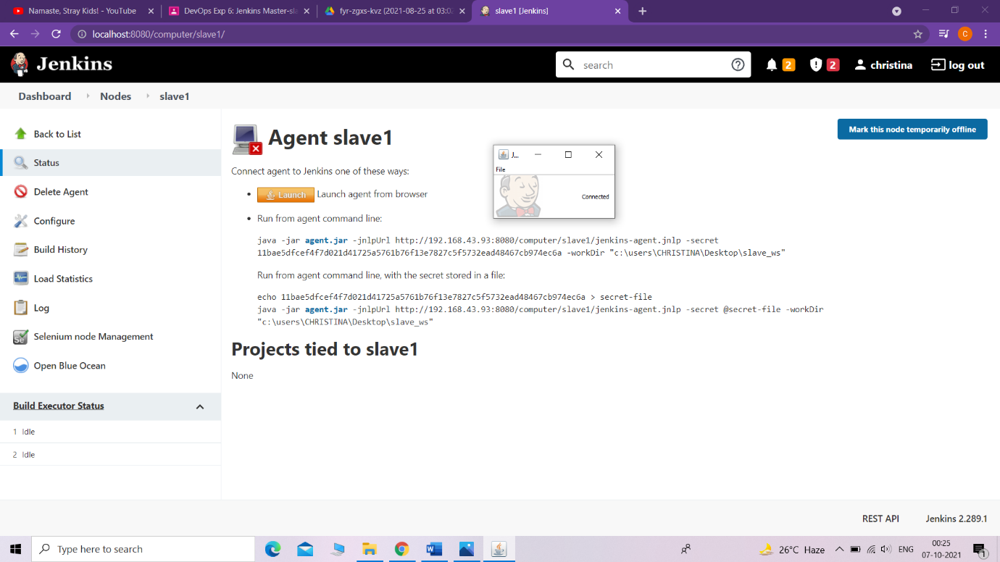 Namaste, Stray Kids! - YouTube
DevOps Exp 6: Jenkins Master-sla
fyr-zgxs-kvz (2021-08-25 at 03:02
slave1 [Jenkins]
localhost:8080/computer/slave1/
C
Jenkins
search
2
2
christina
log out
Dashboard
Nodes
slave1
Back to List
Status
Delete Agent
Configure
Build History
Load Statistics
Log
Se
Selenium node Management
Open Blue Ocean
Build Executor Status
1 Idle
2 Idle
Agent slave1
Mark this node temporarily offline
J...
File
Connected
Connect agent to Jenkins one of these ways:
Launch Launch agent from browser
Run from agent command line:
java -jar agent.jar -jnlpUrl http://192.168.43.93:8080/computer/slave1/jenkins-agent.jnlp -secret
11bae5dfcef4f7d021d41725a5761b76f13e7827c5f5732ead48467cb974ec6a -workDir "c:\users\CHRISTINA\Desktop\slave_ws"
Run from agent command line, with the secret stored in a file:
echo 11bae5dfcef4f7d021d41725a5761b76f13e7827c5f5732ead48467cb974ec6a > secret-file
java -jar agent.jar -jnlpUrl http://192.168.43.93:8080/computer/slave1/jenkins-agent.jnlp -secret @secret-file -workDir
"c:\users\CHRISTINA\Desktop\slave_ws"
Projects tied to slave1
None
REST API
Jenkins 2.289.1
Type here to search
26°C Haze
ENG
00:25
07-10-2021
1